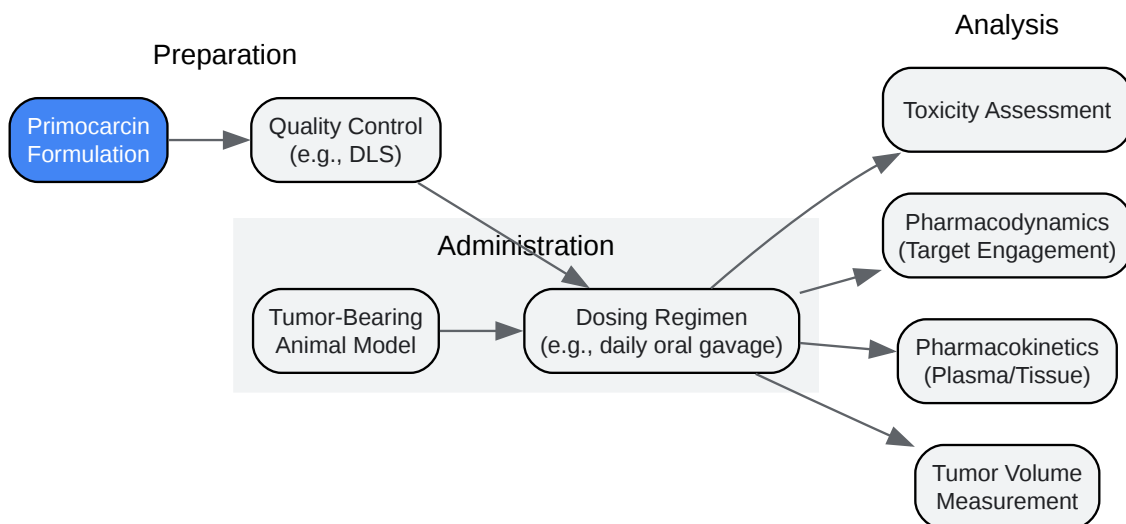 Preparation
Primocarcin
Formulation
Quality Control
(e.g., DLS)
Administration
Tumor-Bearing
Animal Model
Dosing Regimen
(e.g., daily oral gavage)
Analysis
Toxicity Assessment
Pharmacodynamics
(Target Engagement)
Pharmacokinetics
(Plasma/Tissue)
Tumor Volume
Measurement